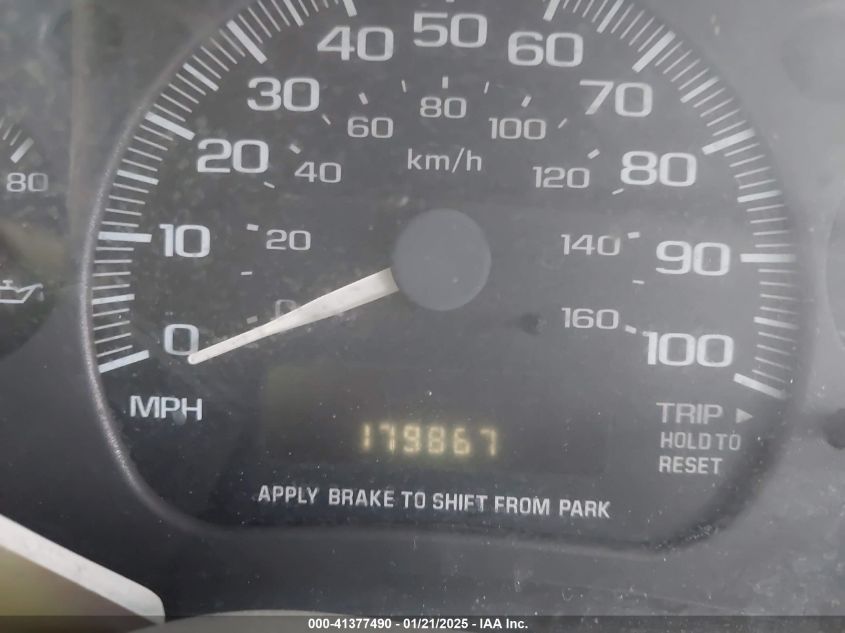 40 50 60
30 70
60 80 100
20 40 km/h 120 80
80
10 20 140 90
0 0 160 100
MPH
TRIP
179867
HOLD TO
RESET
APPLY BRAKE TO SHIFT FROM PARK
000-41377490 - 01/21/2025 - IAA Inc.